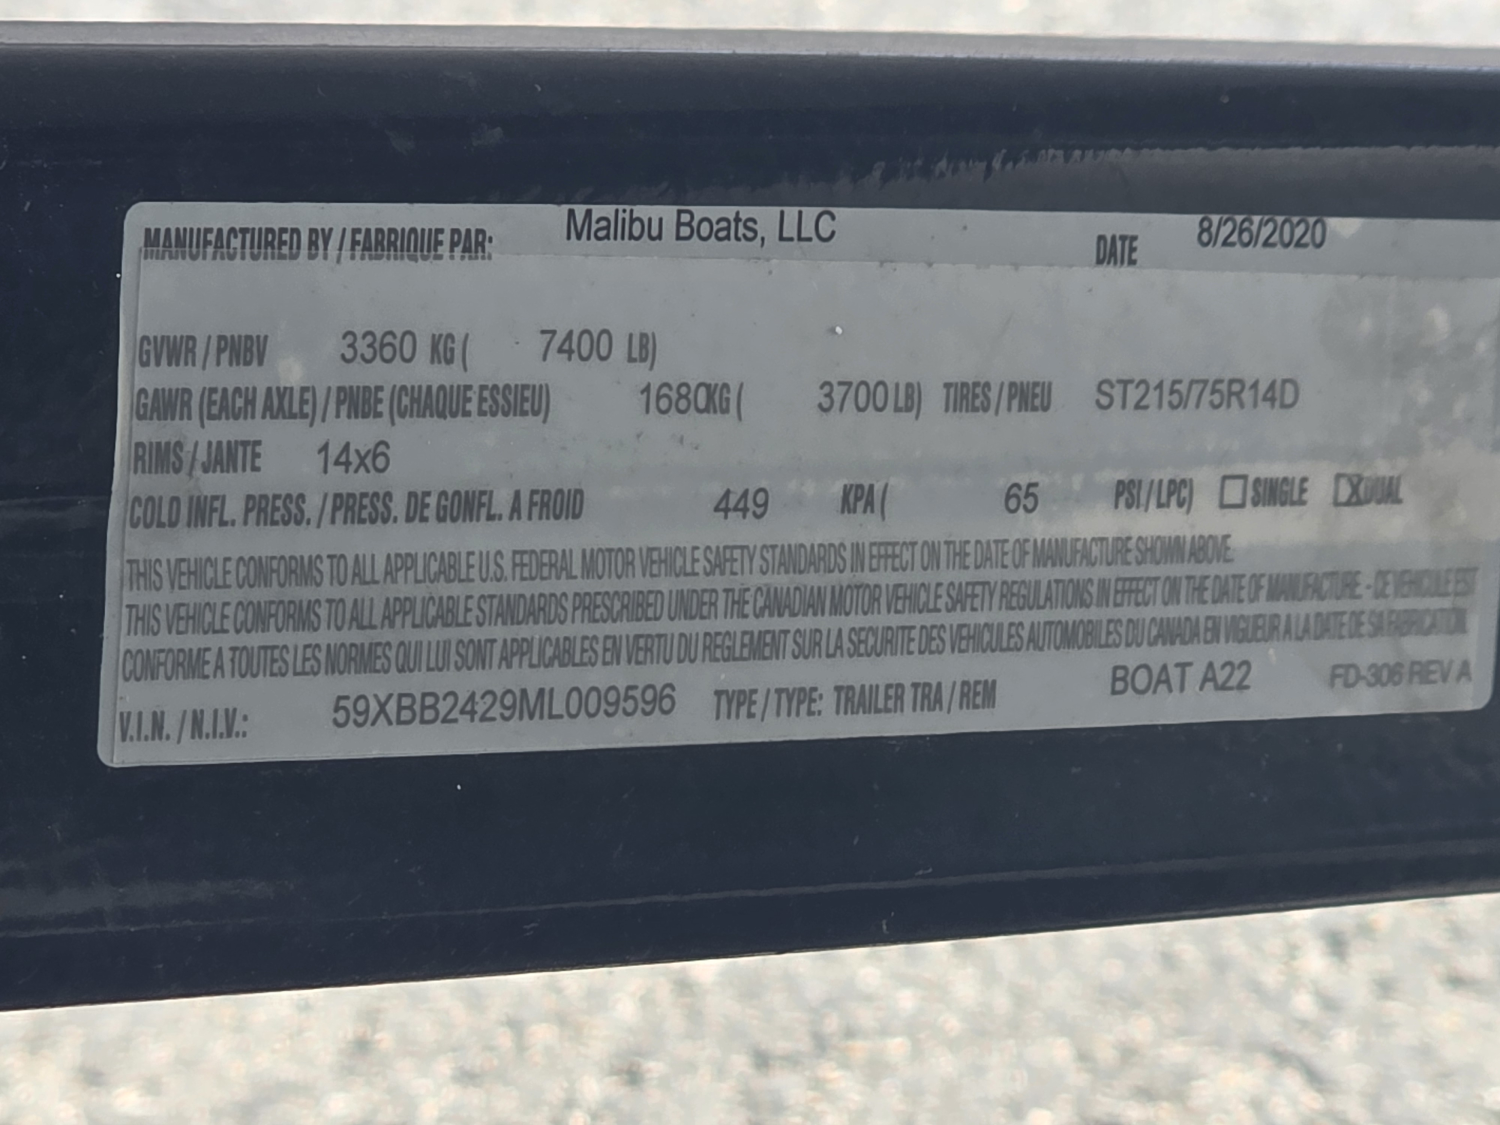 MANUFACTURED BY / FABRIQUE PAR: Malibu Boats, LLC DATE 8/26/2020
GVWR / PNBV 3360 KG ( 7400 LB)
GAWR (EACH AXLE) / PNBE (CHAQUE ESSIEU) 1680KG ( 3700 LB) TIRES / PNEU ST215/75R14D
RIMS / JANTE 14x6
COLD INFL. PRESS. / PRESS. DE GONFL. A FROID 449 KPA ( 65 PSI / LPC) ☐ SINGLE ☒ DUAL
THIS VEHICLE CONFORMS TO ALL APPLICABLE U.S. FEDERAL MOTOR VEHICLE SAFETY STANDARDS IN EFFECT ON THE DATE OF MANUFACTURE SHOWN ABOVE.
THIS VEHICLE CONFORMS TO ALL APPLICABLE STANDARDS PRESCRIBED UNDER THE CANADIAN MOTOR VEHICLE SAFETY REGULATIONS IN EFFECT ON THE DATE OF MANUFACTURE - CE VEHICULE EST
CONFORME A TOUTES LES NORMES QUI LUI SONT APPLICABLES EN VERTU DU REGLEMENT SUR LA SECURITE DES VEHICULES AUTOMOBILES DU CANADA EN VIGUEUR A LA DATE DE SA FABRICATION
V.I.N. / N.I.V.: 59XBB2429ML009596 TYPE / TYPE: TRAILER TRA / REM BOAT A22 FD-306 REV A